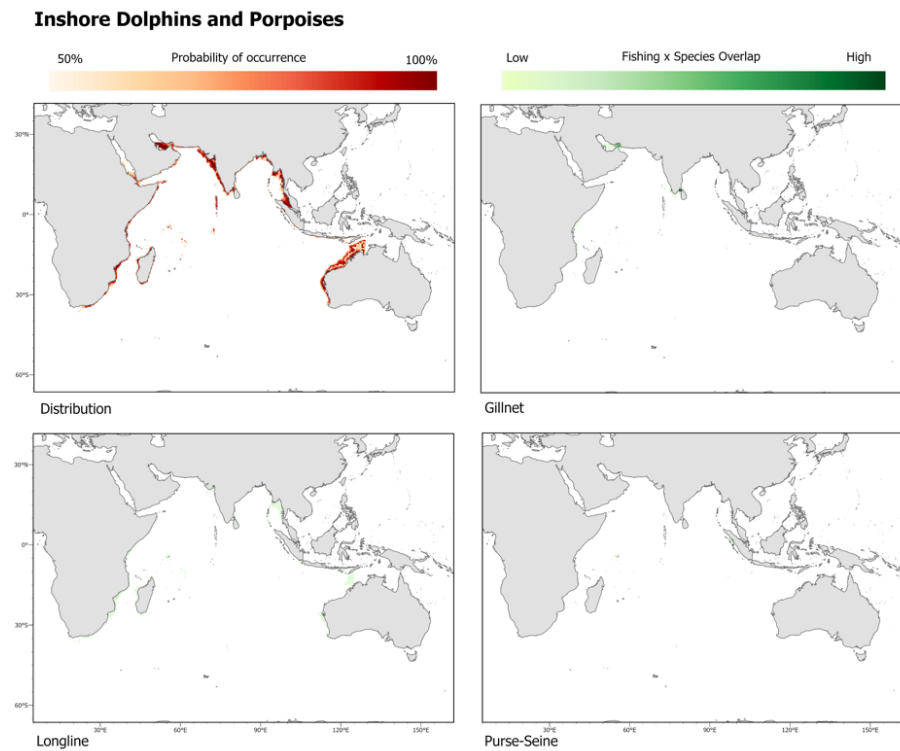 Inshore Dolphins and Porpoises
50% Probability of occurrence 100%
Low Fishing x Species Overlap High
30°N
0°
30°S
60°S
Distribution
Gillnet
30°N
0°
30°S
60°S
30°E 60°E 90°E 120°E 150°E
30°E 60°E 90°E 120°E 150°E
Longline
Purse-Seine